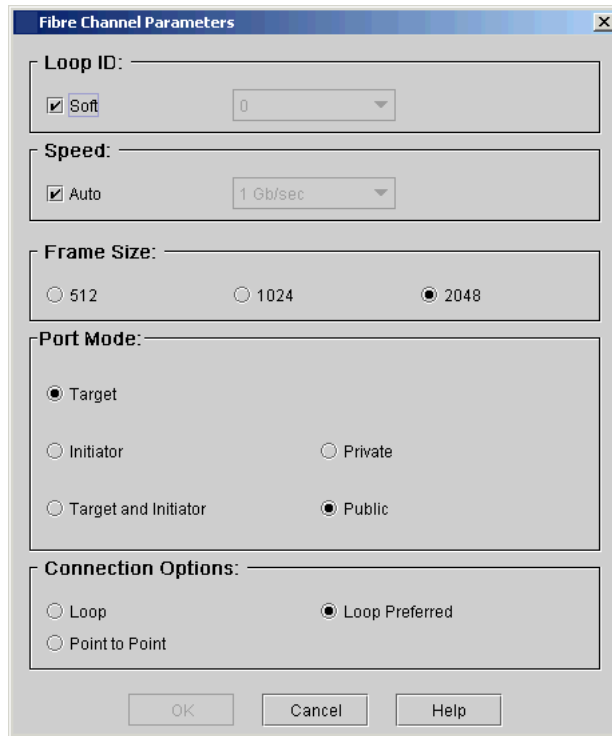 Fibre Channel Parameters
Loop ID:
Soft 0
Speed:
Auto 1 Gb/sec
Frame Size:
512 1024 2048
Port Mode:
Target
Initiator Private
Target and Initiator Public
Connection Options:
Loop Loop Preferred
Point to Point
OK Cancel Help